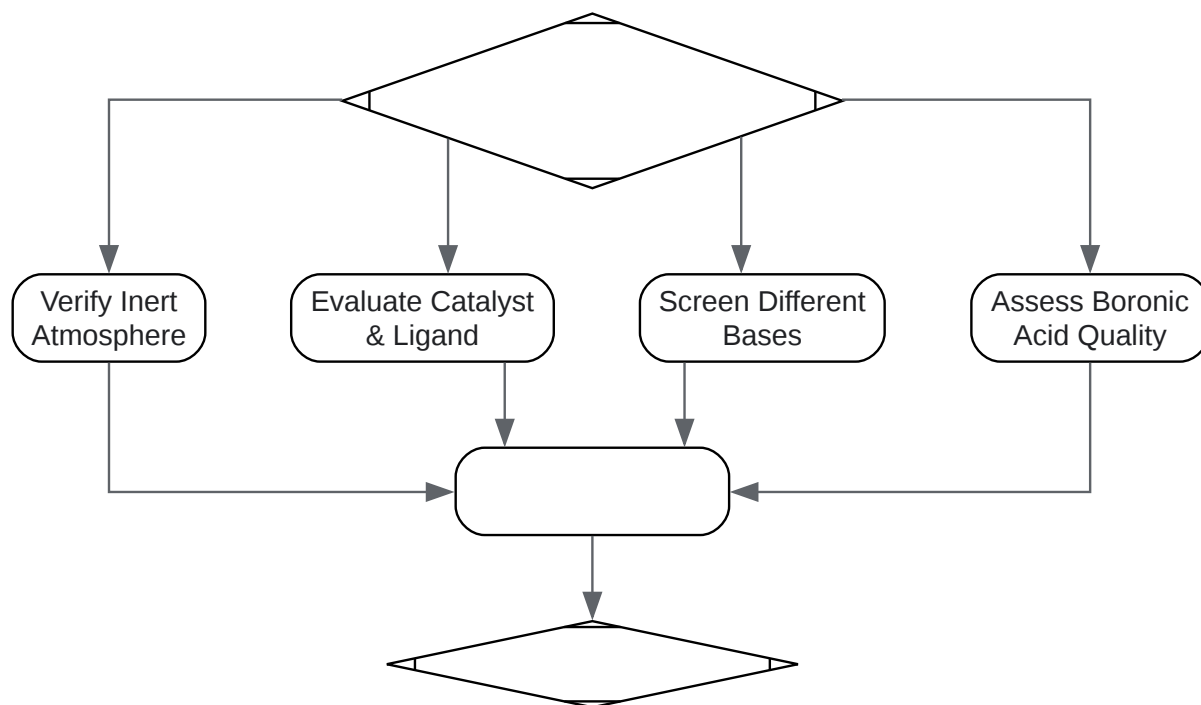 Verify Inert
Atmosphere
Evaluate Catalyst
& Ligand
Screen Different
Bases
Assess Boronic
Acid Quality